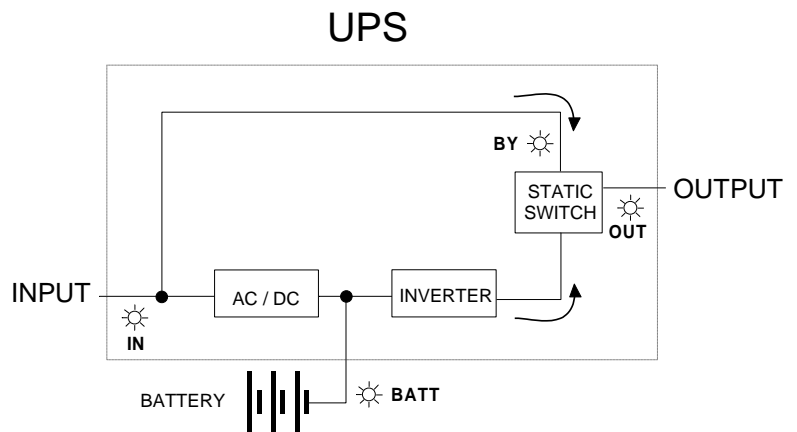 UPS
BY
STATIC
SWITCH
OUTPUT
OUT
INPUT
AC / DC
INVERTER
IN
BATTERY
BATT